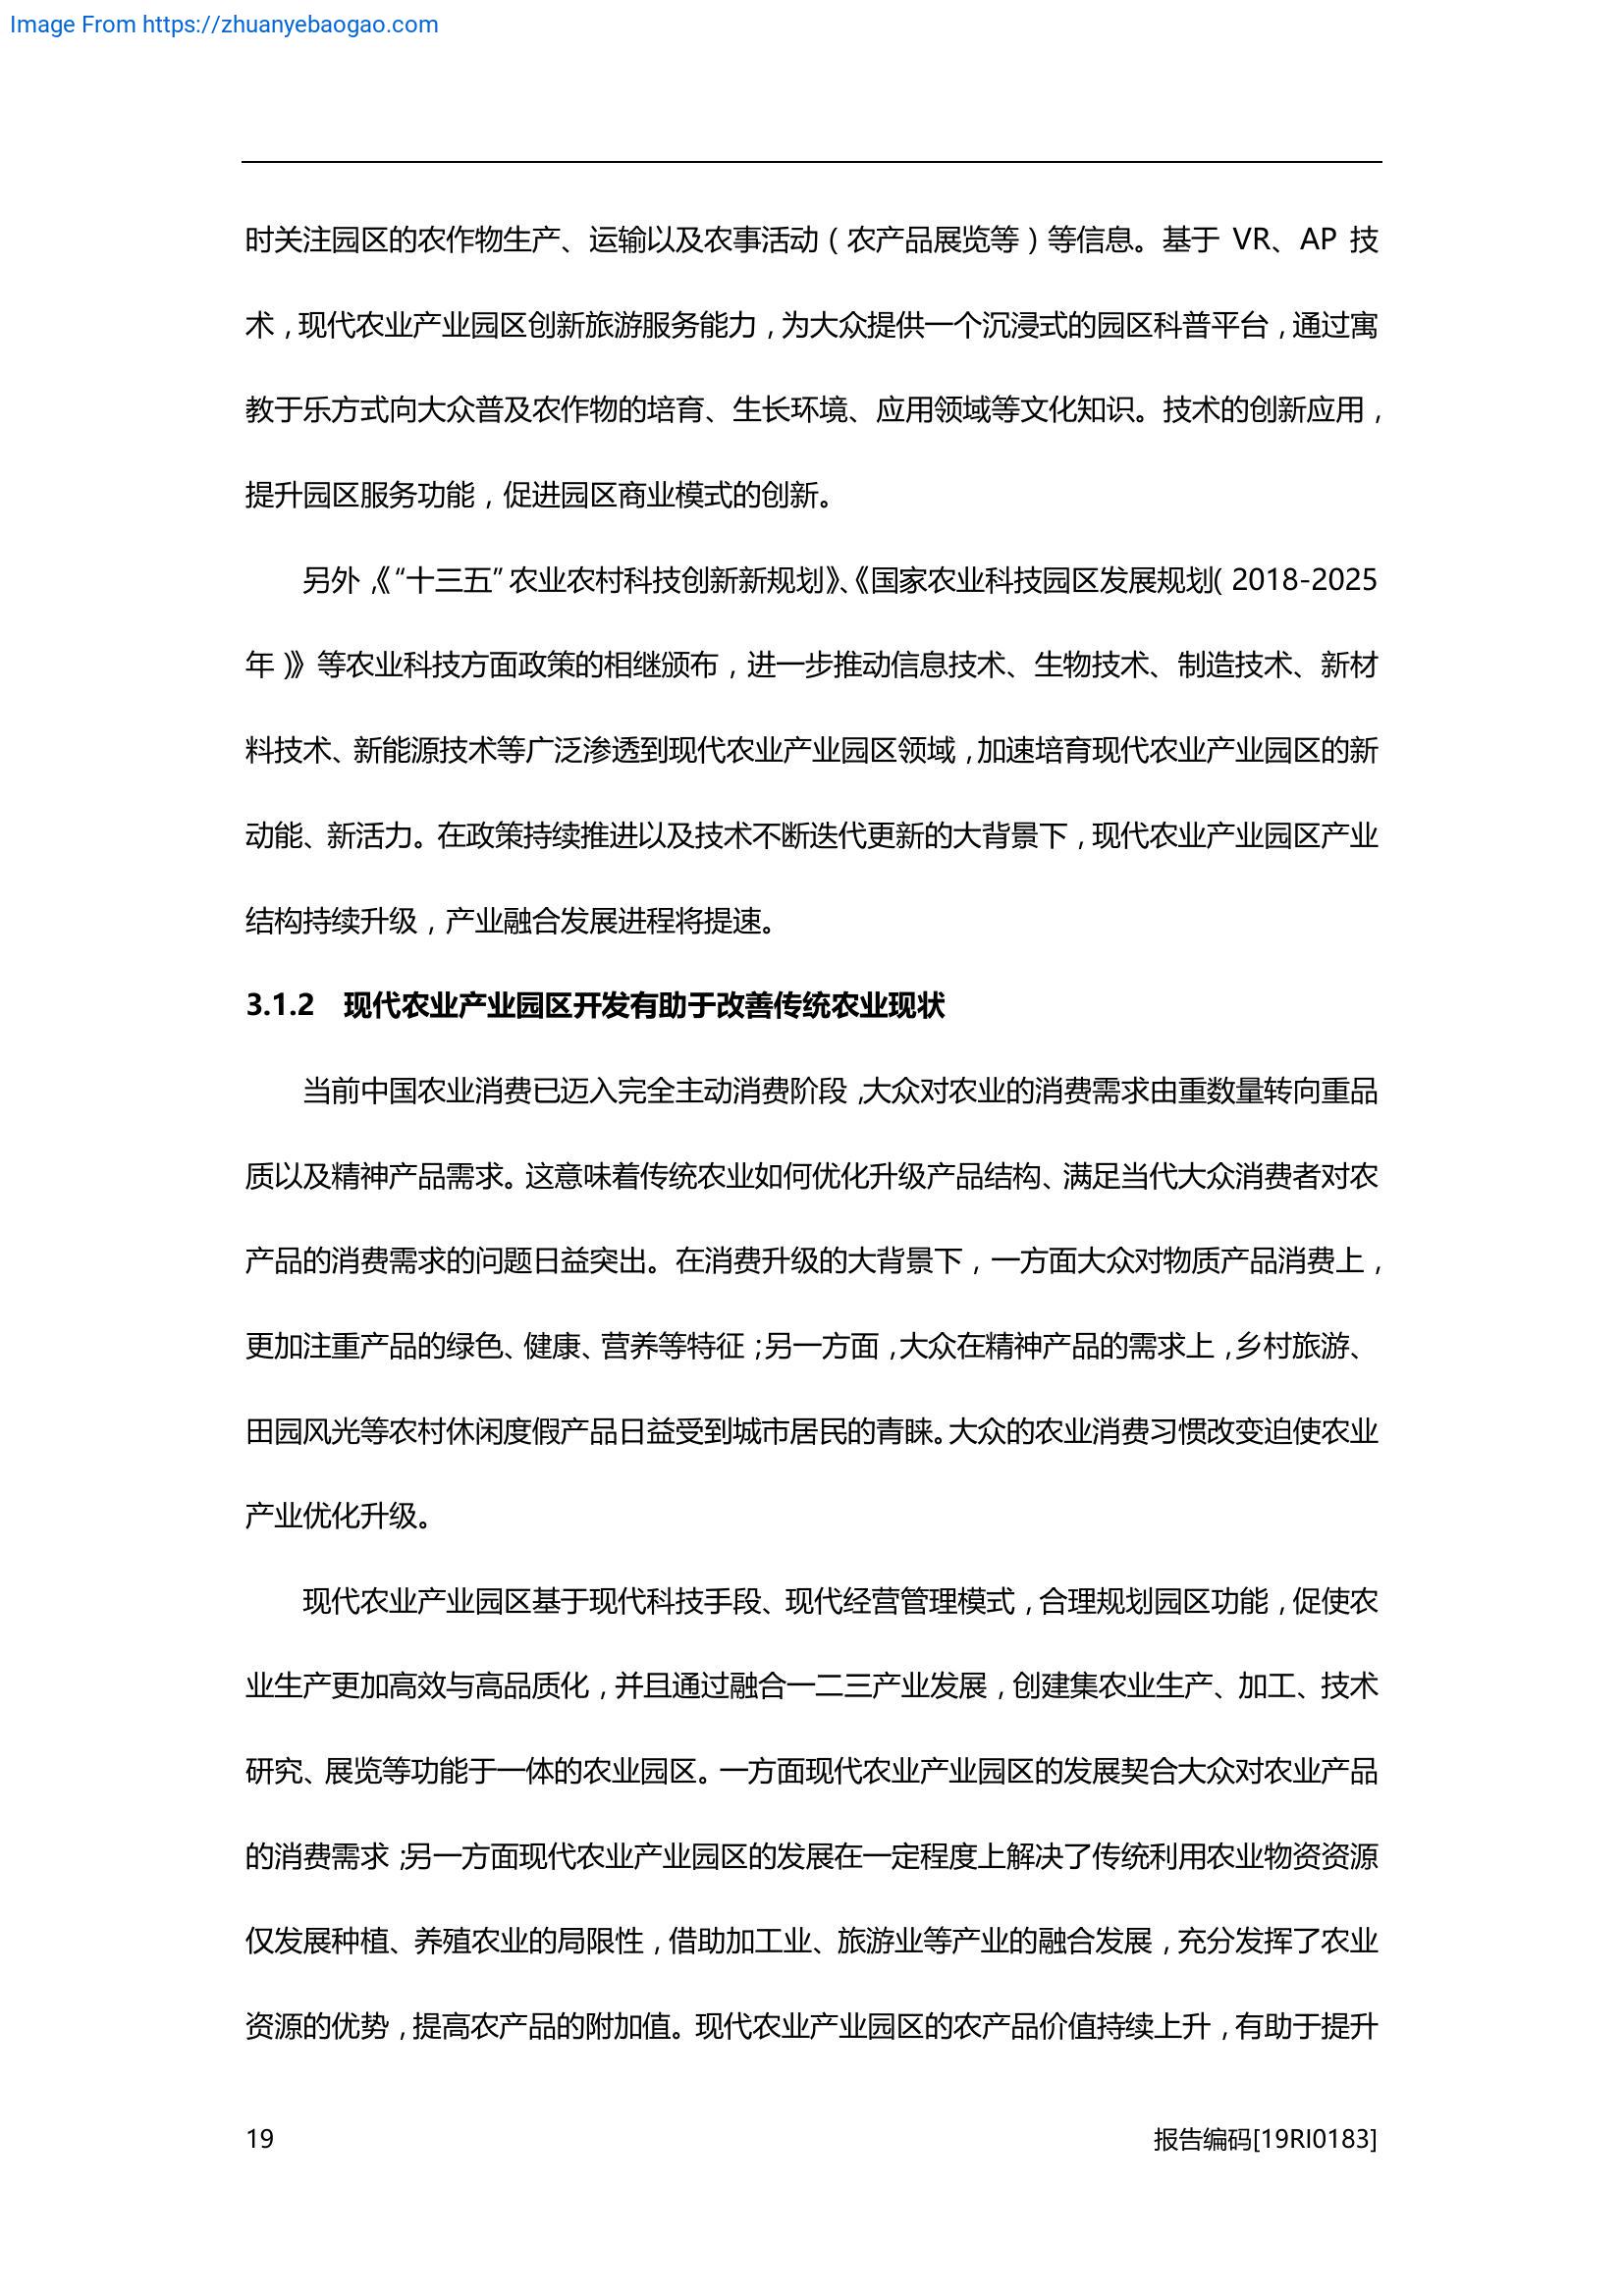 Image From https://zhuanyebaogao.com
时关注园区的农作物生产、运输以及农事活动（农产品展览等）等信息。基于 VR、AP 技
术，现代农业产业园区创新旅游服务能力，为大众提供一个沉浸式的园区科普平台，通过寓
教于乐方式向大众普及农作物的培育、生长环境、应用领域等文化知识。技术的创新应用，
提升园区服务功能，促进园区商业模式的创新。
另外，《“十三五”农业农村科技创新新规划》、《国家农业科技园区发展规划（2018-2025
年）》等农业科技方面政策的相继颁布，进一步推动信息技术、生物技术、制造技术、新材
料技术、新能源技术等广泛渗透到现代农业产业园区领域，加速培育现代农业产业园区的新
动能、新活力。在政策持续推进以及技术不断迭代更新的大背景下，现代农业产业园区产业
结构持续升级，产业融合发展进程将提速。
3.1.2 现代农业产业园区开发有助于改善传统农业现状
当前中国农业消费已迈入完全主动消费阶段，大众对农业的消费需求由重数量转向重品
质以及精神产品需求。这意味着传统农业如何优化升级产品结构、满足当代大众消费者对农
产品的消费需求的问题日益突出。在消费升级的大背景下，一方面大众对物质产品消费上，
更加注重产品的绿色、健康、营养等特征；另一方面，大众在精神产品的需求上，乡村旅游、
田园风光等农村休闲度假产品日益受到城市居民的青睐。大众的农业消费习惯改变迫使农业
产业优化升级。
现代农业产业园区基于现代科技手段、现代经营管理模式，合理规划园区功能，促使农
业生产更加高效与高品质化，并且通过融合一二三产业发展，创建集农业生产、加工、技术
研究、展览等功能于一体的农业园区。一方面现代农业产业园区的发展契合大众对农业产品
的消费需求；另一方面现代农业产业园区的发展在一定程度上解决了传统利用农业物资资源
仅发展种植、养殖农业的局限性，借助加工业、旅游业等产业的融合发展，充分发挥了农业
资源的优势，提高农产品的附加值。现代农业产业园区的农产品价值持续上升，有助于提升
19
报告编码[19RI0183]